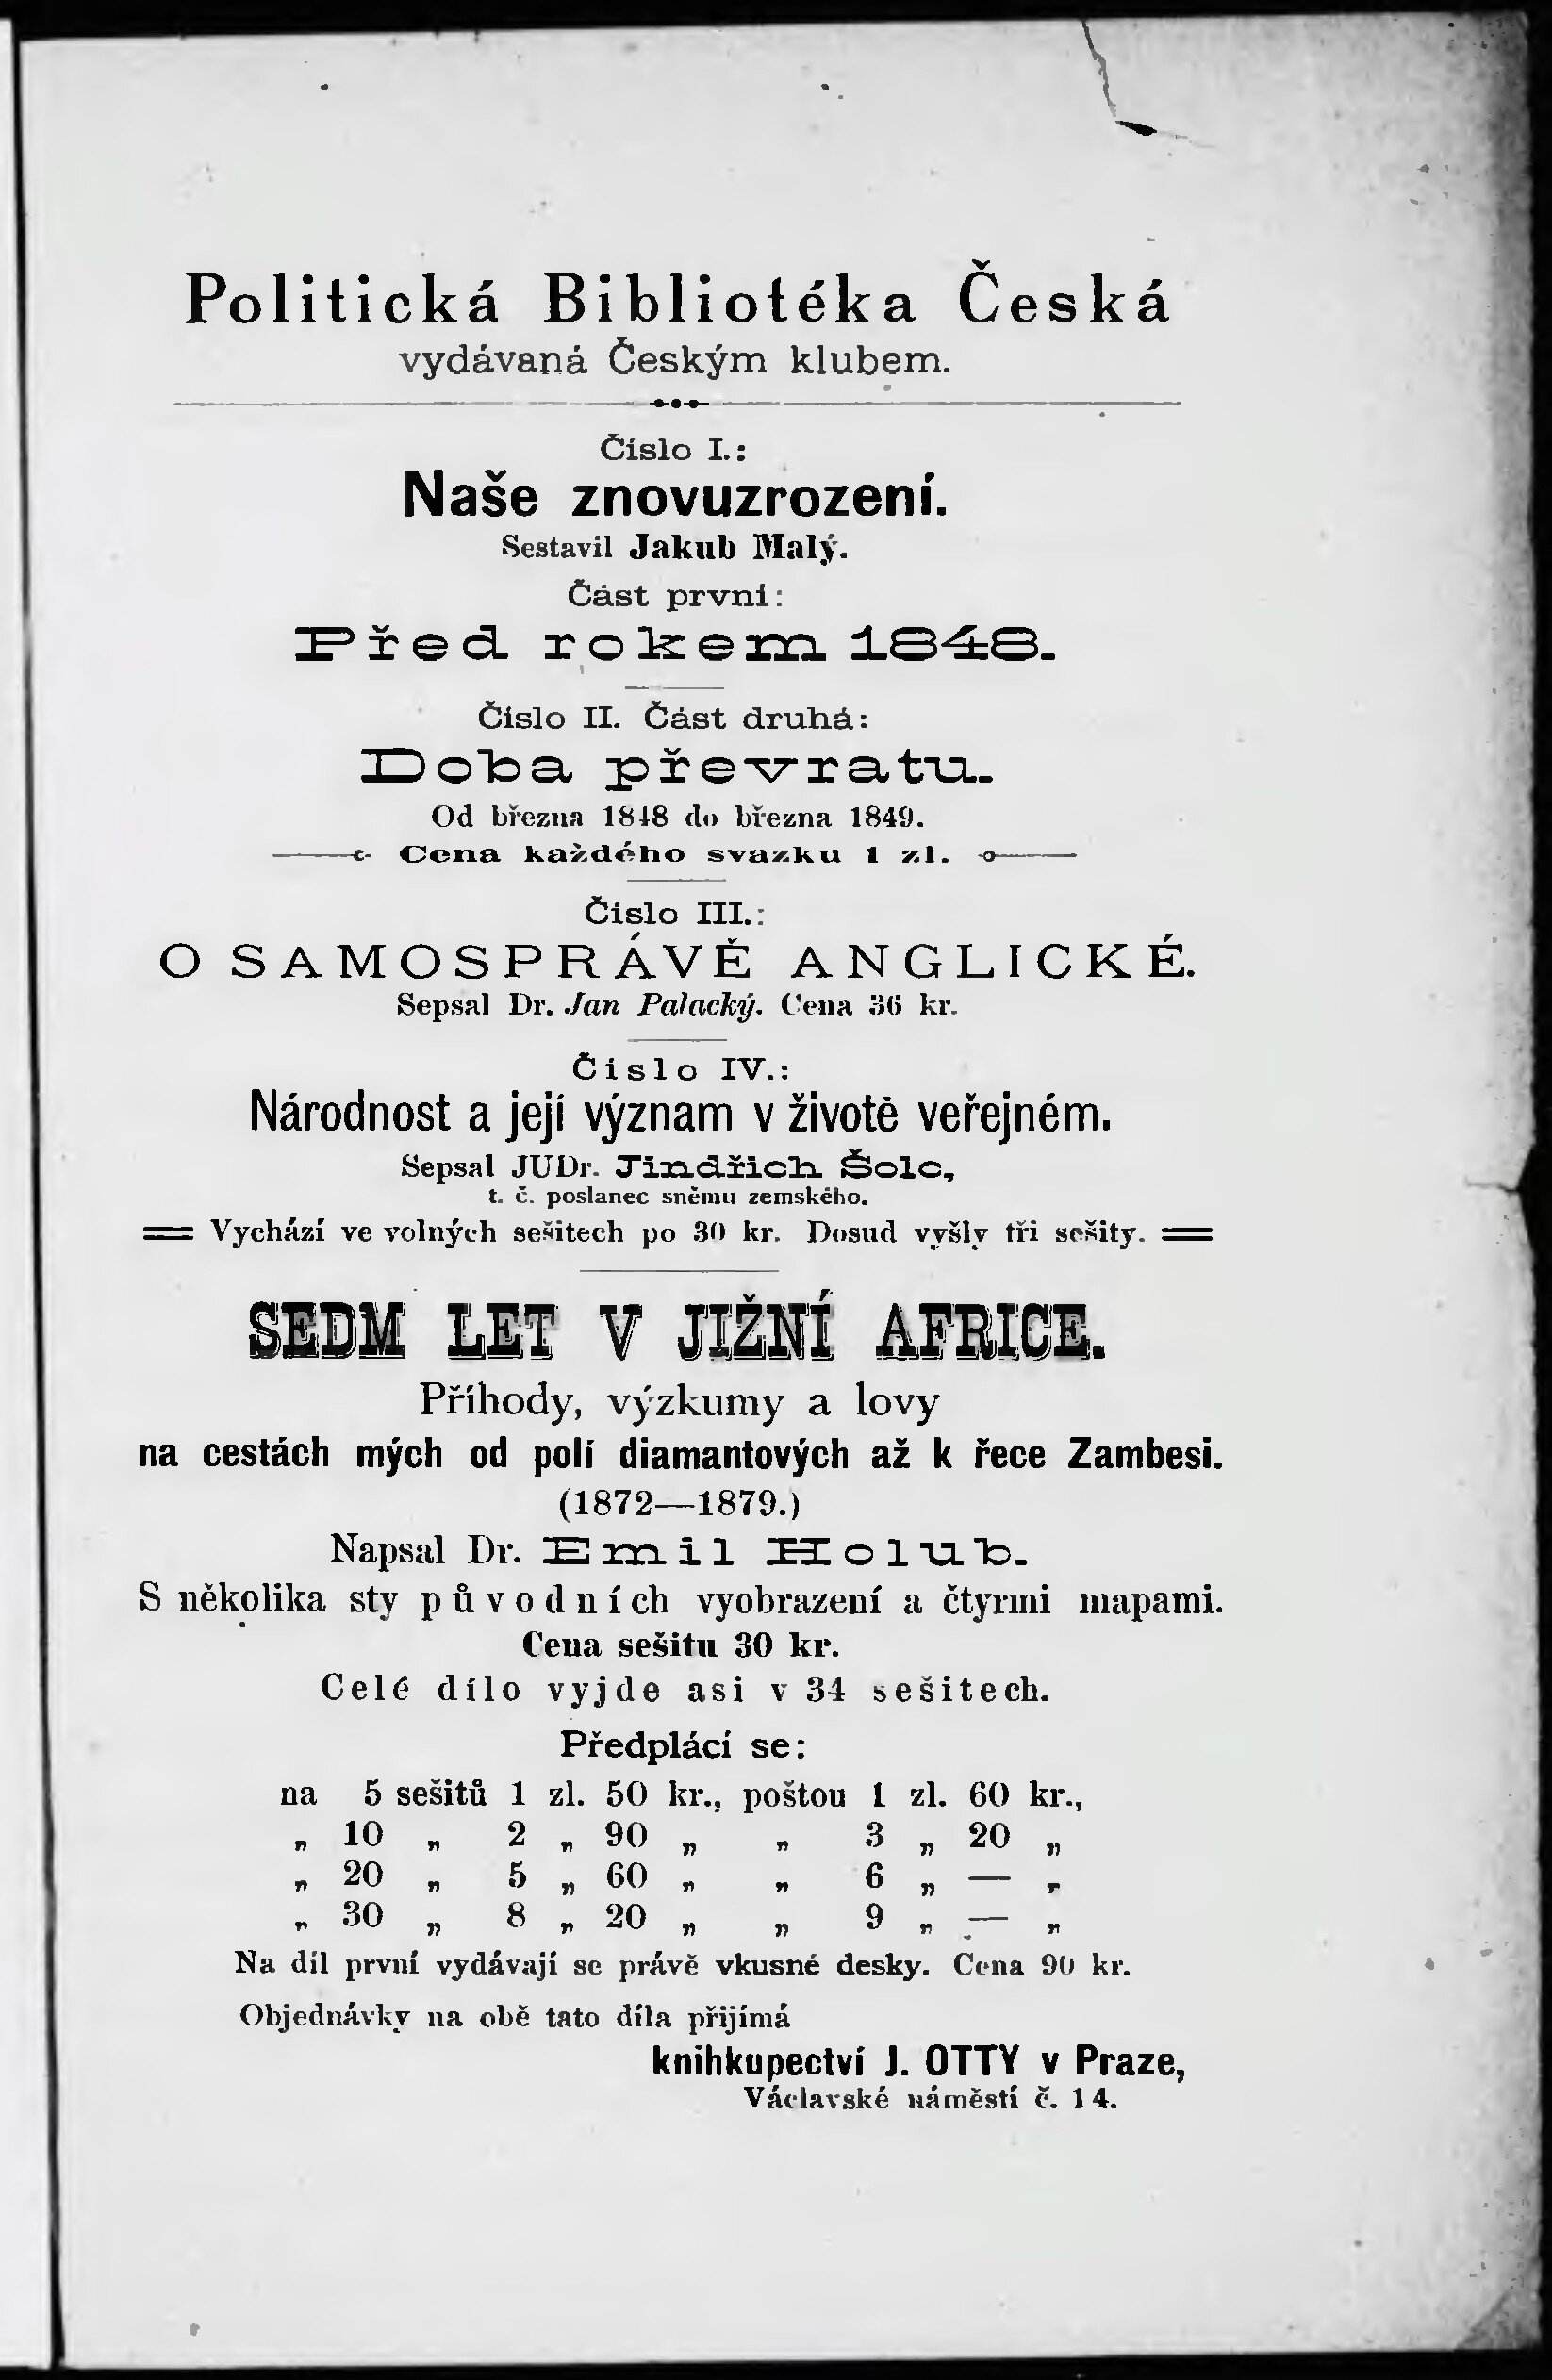 Politická Bibliotéka Česká
vydávaná Českým klubem.
Číslo I.:
Naše znovuzrození.
Sestavil Jakub Malý.
Část první:
Před rokem 1848.
Číslo II. Část druhá:
Doba převratu.
Od března 1848 do března 1849.
Cena každého svazku 1 zl.
Číslo III.:
O SAMOSPRÁVĚ ANGLICKÉ.
Sepsal Dr. Jan Palacký. Cena 36 kr.
Číslo IV.:
Národnost a její význam v životě veřejném.
Sepsal JUDr. Jindřich Šolc,
t. č. poslanec sněmu zemského.
Vychází ve volných sešitech po 30 kr. Dosud vyšly tři sešity.
SEDM LET V JIŽNÍ AFRICE.
Příhody, výzkumy a lovy
na cestách mých od polí diamantových až k řece Zambesi.
(1872—1879.)
Napsal Dr. Emil Holub.
S několika sty původních vyobrazení a čtyrmi mapami.
Cena sešitu 30 kr.
Celé dílo vyjde asi v 34 sešitech.
Předplácí se:
na 5 sešitů 1 zl. 50 kr., poštou 1 zl. 60 kr.,
„ 10 „ 2 „ 90 „ „ 3 „ 20 „
„ 20 „ 5 „ 60 „ „ 6 „ — „
„ 30 „ 8 „ 20 „ „ 9 „ — „
Na díl první vydávají se právě vkusné desky. Cena 90 kr.
Objednávky na obě tato díla přijímá
knihkupectví J. OTTY v Praze,
Václavské náměstí č. 14.